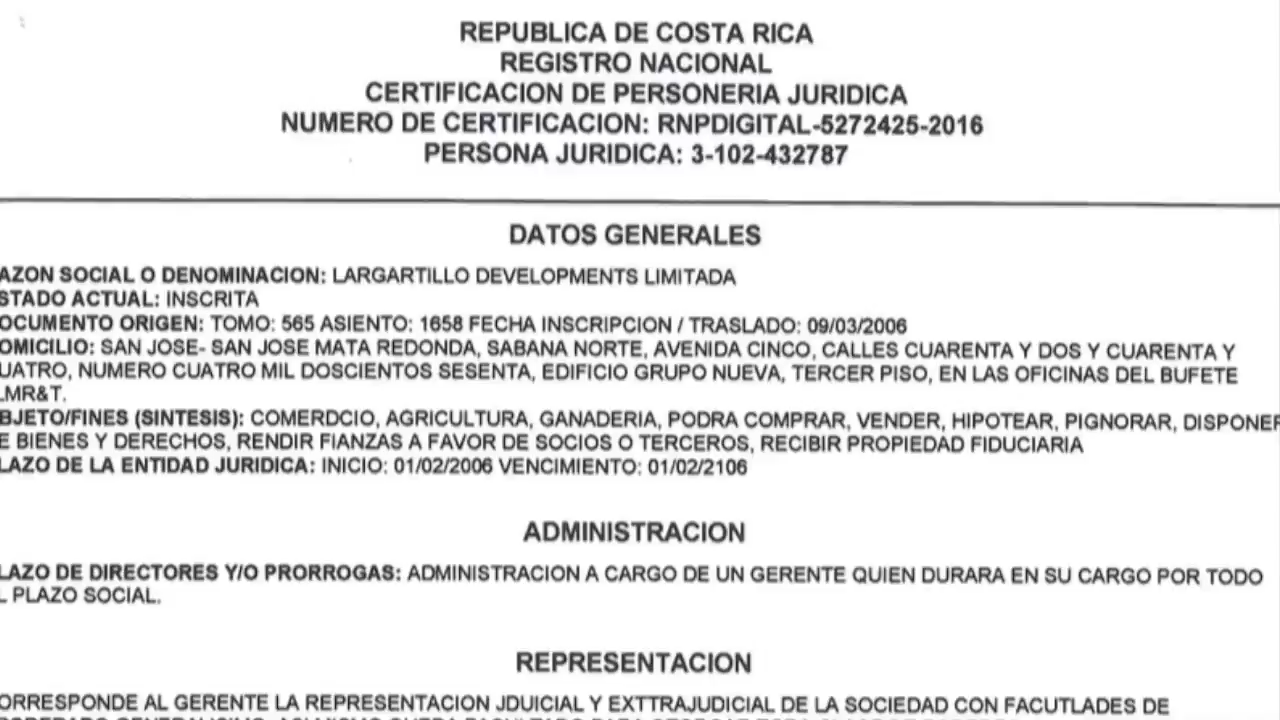 REPUBLICA DE COSTA RICA
REGISTRO NACIONAL
CERTIFICACION DE PERSONERIA JURIDICA
NUMERO DE CERTIFICACION: RNPDIGITAL-5272425-2016
PERSONA JURIDICA: 3-102-432787
DATOS GENERALES
AZON SOCIAL O DENOMINACION: LARGARTILLO DEVELOPMENTS LIMITADA
STADO ACTUAL: INSCRITA
OCUMENTO ORIGEN: TOMO: 565 ASIENTO: 1658 FECHA INSCRIPCION / TRASLADO: 09/03/2006
OMICILIO: SAN JOSE- SAN JOSE MATA REDONDA, SABANA NORTE, AVENIDA CINCO, CALLES CUARENTA Y DOS Y CUARENTA Y
UATRO, NUMERO CUATRO MIL DOSCIENTOS SESENTA, EDIFICIO GRUPO NUEVA, TERCER PISO, EN LAS OFICINAS DEL BUFETE
LMR&T.
BJETO/FINES (SINTESIS): COMERDCIO, AGRICULTURA, GANADERIA, PODRA COMPRAR, VENDER, HIPOTEAR, PIGNORAR, DISPONER
E BIENES Y DERECHOS, RENDIR FIANZAS A FAVOR DE SOCIOS O TERCEROS, RECIBIR PROPIEDAD FIDUCIARIA
LAZO DE LA ENTIDAD JURIDICA: INICIO: 01/02/2006 VENCIMIENTO: 01/02/2106
ADMINISTRACION
LAZO DE DIRECTORES Y/O PRORROGAS: ADMINISTRACION A CARGO DE UN GERENTE QUIEN DURARA EN SU CARGO POR TODO
L PLAZO SOCIAL.
REPRESENTACION
ORRESPONDE AL GERENTE LA REPRESENTACION JDUICIAL Y EXTTRAJUDICIAL DE LA SOCIEDAD CON FACUTLADES DE